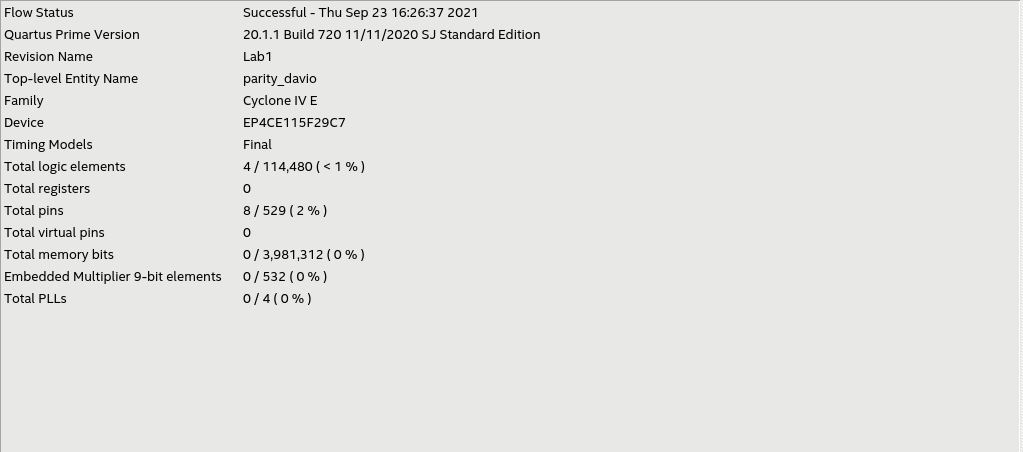 Flow Status Successful - Thu Sep 23 16:26:37 2021
Quartus Prime Version 20.1.1 Build 720 11/11/2020 SJ Standard Edition
Revision Name Lab1
Top-level Entity Name parity_davio
Family Cyclone IV E
Device EP4CE115F29C7
Timing Models Final
Total logic elements 4 / 114,480 ( < 1 % )
Total registers 0
Total pins 8 / 529 ( 2 % )
Total virtual pins 0
Total memory bits 0 / 3,981,312 ( 0 % )
Embedded Multiplier 9-bit elements 0 / 532 ( 0 % )
Total PLLs 0 / 4 ( 0 % )